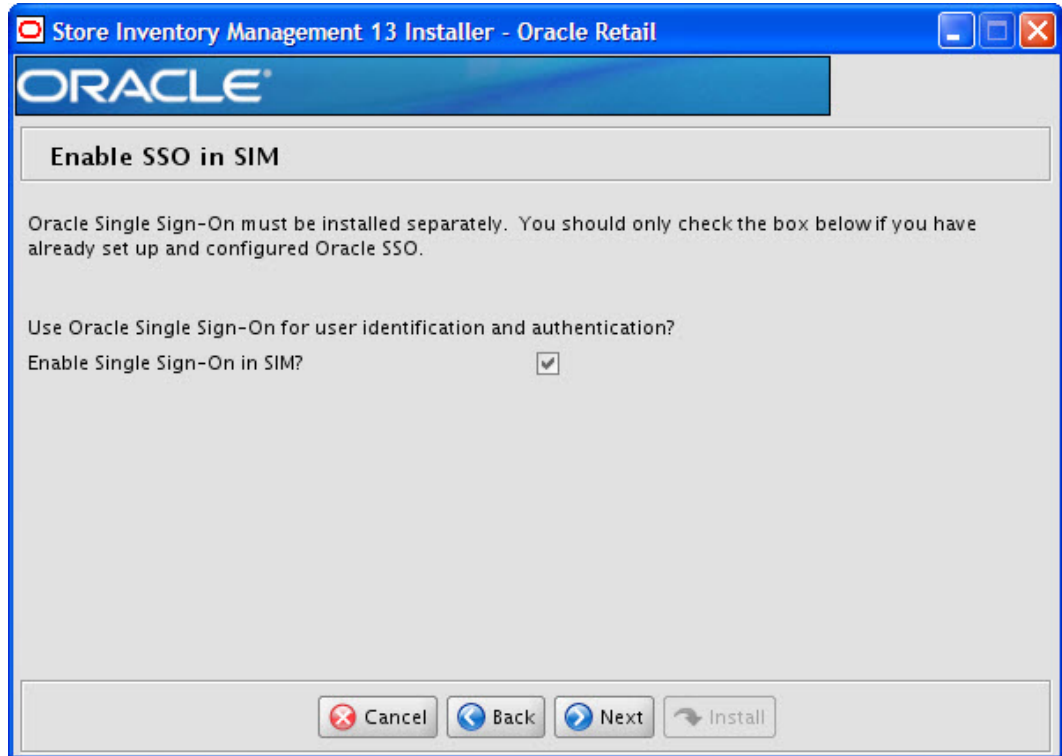 Store Inventory Management 13 Installer - Oracle Retail
ORACLE®
Enable SSO in SIM
Oracle Single Sign-On must be installed separately. You should only check the box below if you have
already set up and configured Oracle SSO.
Use Oracle Single Sign-On for user identification and authentication?
Enable Single Sign-On in SIM?
Cancel Back Next Install